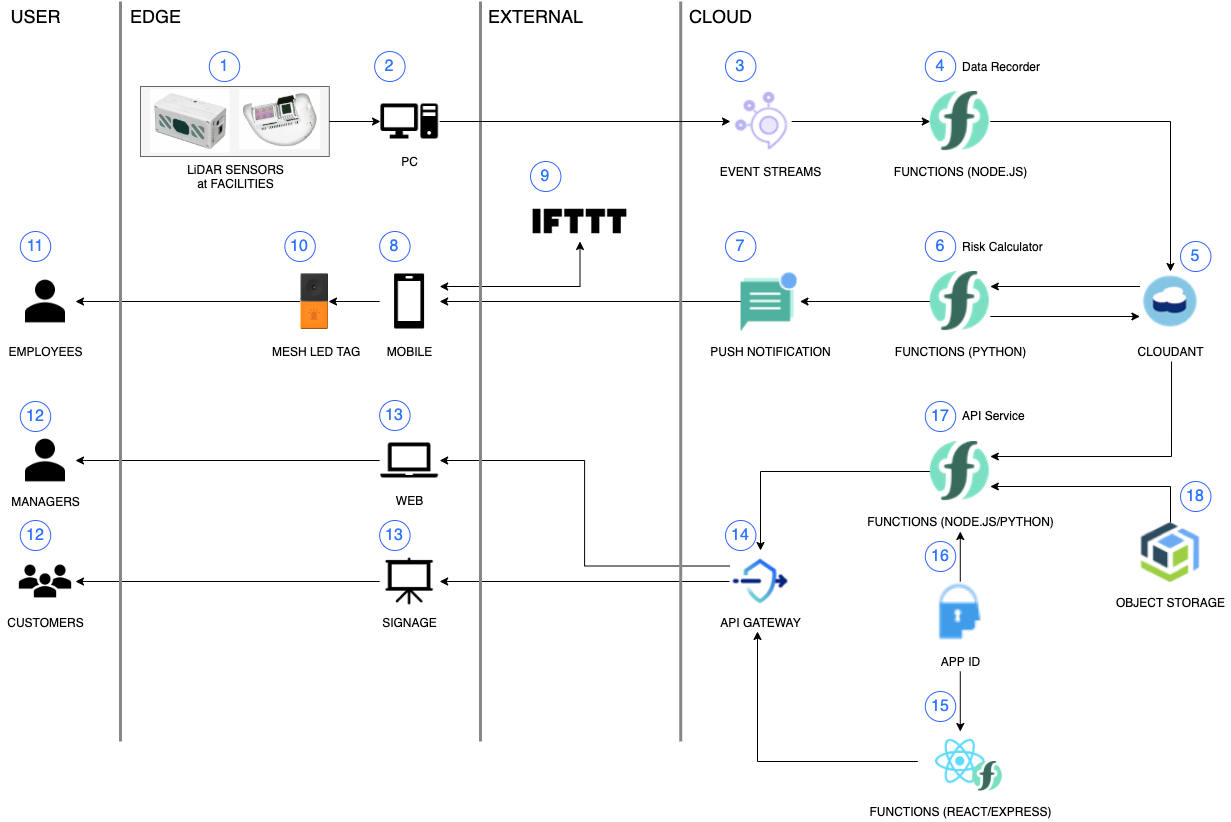 USER
EDGE
EXTERNAL
CLOUD
1
2
3
4
Data Recorder
LiDAR SENSORS
at FACILITIES
PC
EVENT STREAMS
FUNCTIONS (NODE.JS)
9
IFTTT
11
10
8
7
6
Risk Calculator
5
EMPLOYEES
MESH LED TAG
MOBILE
PUSH NOTIFICATION
FUNCTIONS (PYTHON)
CLOUDANT
12
13
17
API Service
MANAGERS
WEB
FUNCTIONS (NODE.JS/PYTHON)
18
12
13
14
16
OBJECT STORAGE
CUSTOMERS
SIGNAGE
API GATEWAY
APP ID
15
FUNCTIONS (REACT/EXPRESS)